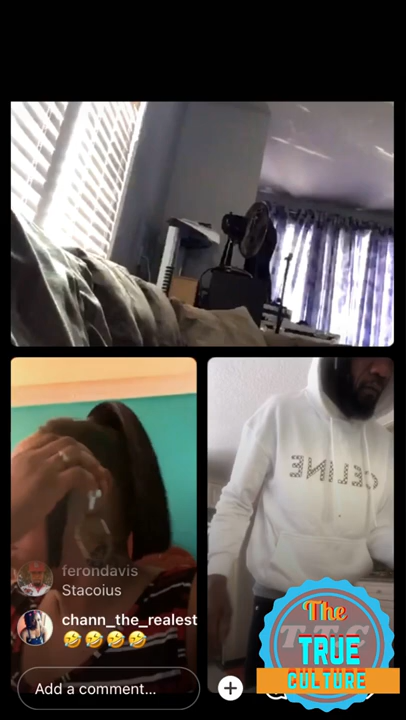 CELINE
ferondavis
Stacoius
chann_the_realest
🤣🤣🤣🤣
Add a comment...
The
T.T.C
TRUE
CULTURE